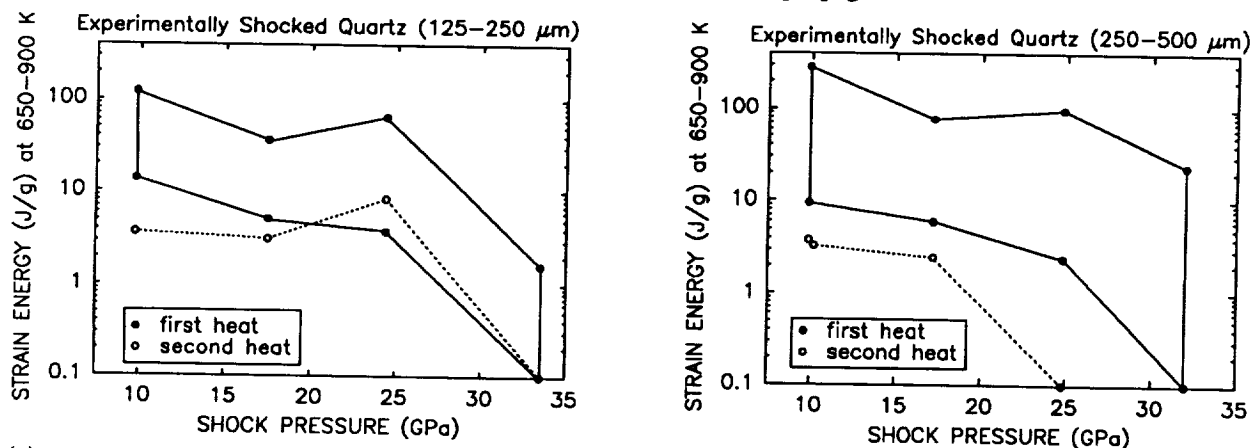 Experimentally Shocked Quartz (125–250 μm)
STRAIN ENERGY (J/g) at 650–900 K
100
10
1
0.1
first heat
second heat
10 15 20 25 30 35
SHOCK PRESSURE (GPa)
Experimentally Shocked Quartz (250–500 μm)
STRAIN ENERGY (J/g) at 650–900 K
100
10
1
0.1
first heat
second heat
10 15 20 25 30 35
SHOCK PRESSURE (GPa)